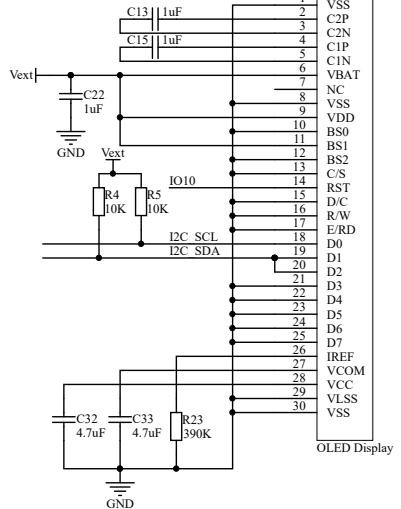 1 VSS
C13 1uF 2 C2P
3 C2N
C15 1uF 4 C1P
5 C1N
Vext 6 VBAT
7 NC
C22 8 VSS
1uF 9 VDD
10 BS0
GND 11 BS1
Vext 12 BS2
13 C/S
IO10 14 RST
R4 R5 15 D/C
10K 10K 16 R/W
17 E/RD
I2C_SCL 18 D0
I2C_SDA 19 D1
20 D2
21 D3
22 D4
23 D5
24 D6
25 D7
26 IREF
27 VCOM
28 VCC
29 VLSS
C32 C33 R23 30 VSS
4.7uF 4.7uF 390K
OLED Display
GND